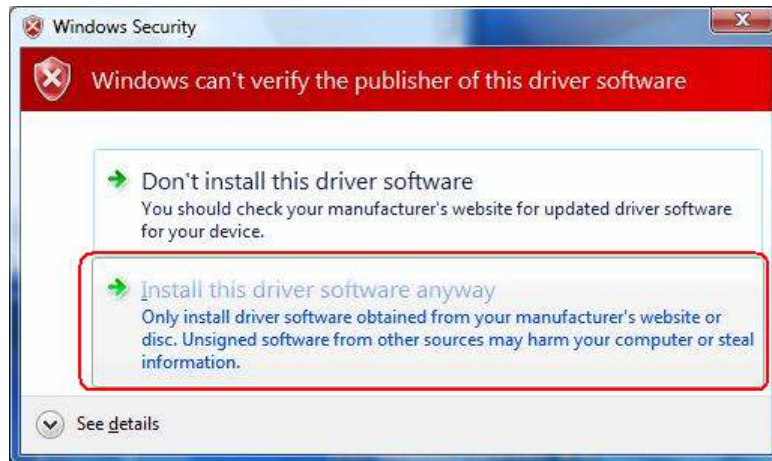 Windows Security
Windows can't verify the publisher of this driver software
Don't install this driver software
You should check your manufacturer's website for updated driver software
for your device.
Install this driver software anyway
Only install driver software obtained from your manufacturer's website or
disc. Unsigned software from other sources may harm your computer or steal
information.
See details